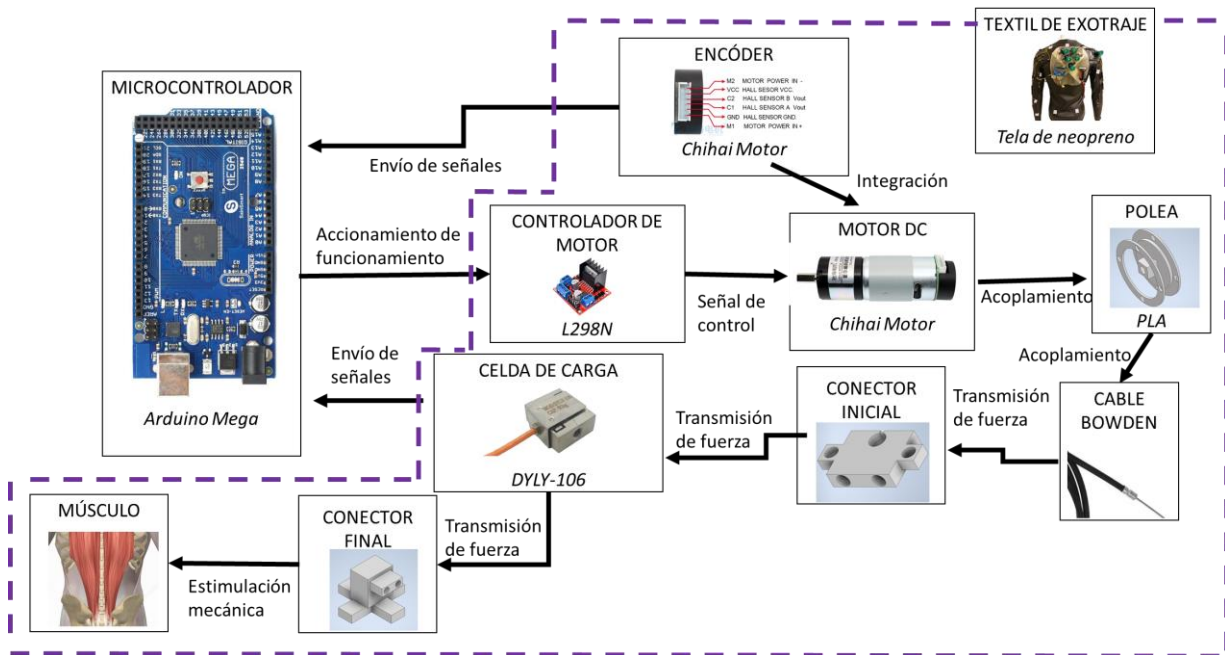 TEXTIL DE EXOTRAJE
Tela de neopreno
ENCÓDER
M2 MOTOR POWER IN -
VCC HALL SESOR VCC.
C2 HALL SENSOR B Vout
C1 HALL SENSOR A Vout
GND HALL SENSOR GND.
M1 MOTOR POWER IN +
Chihai Motor
MICROCONTROLADOR
MEGA
Arduino Mega
Envío de señales
Integración
Accionamiento de
funcionamiento
CONTROLADOR DE
MOTOR
L298N
Señal de
control
MOTOR DC
Chihai Motor
Acoplamiento
POLEA
PLA
Acoplamiento
Envío de
señales
CELDA DE CARGA
DYLY-106
Transmisión
de fuerza
CONECTOR
INICIAL
Transmisión
de fuerza
CABLE
BOWDEN
MÚSCULO
Estimulación
mecánica
CONECTOR
FINAL
Transmisión
de fuerza